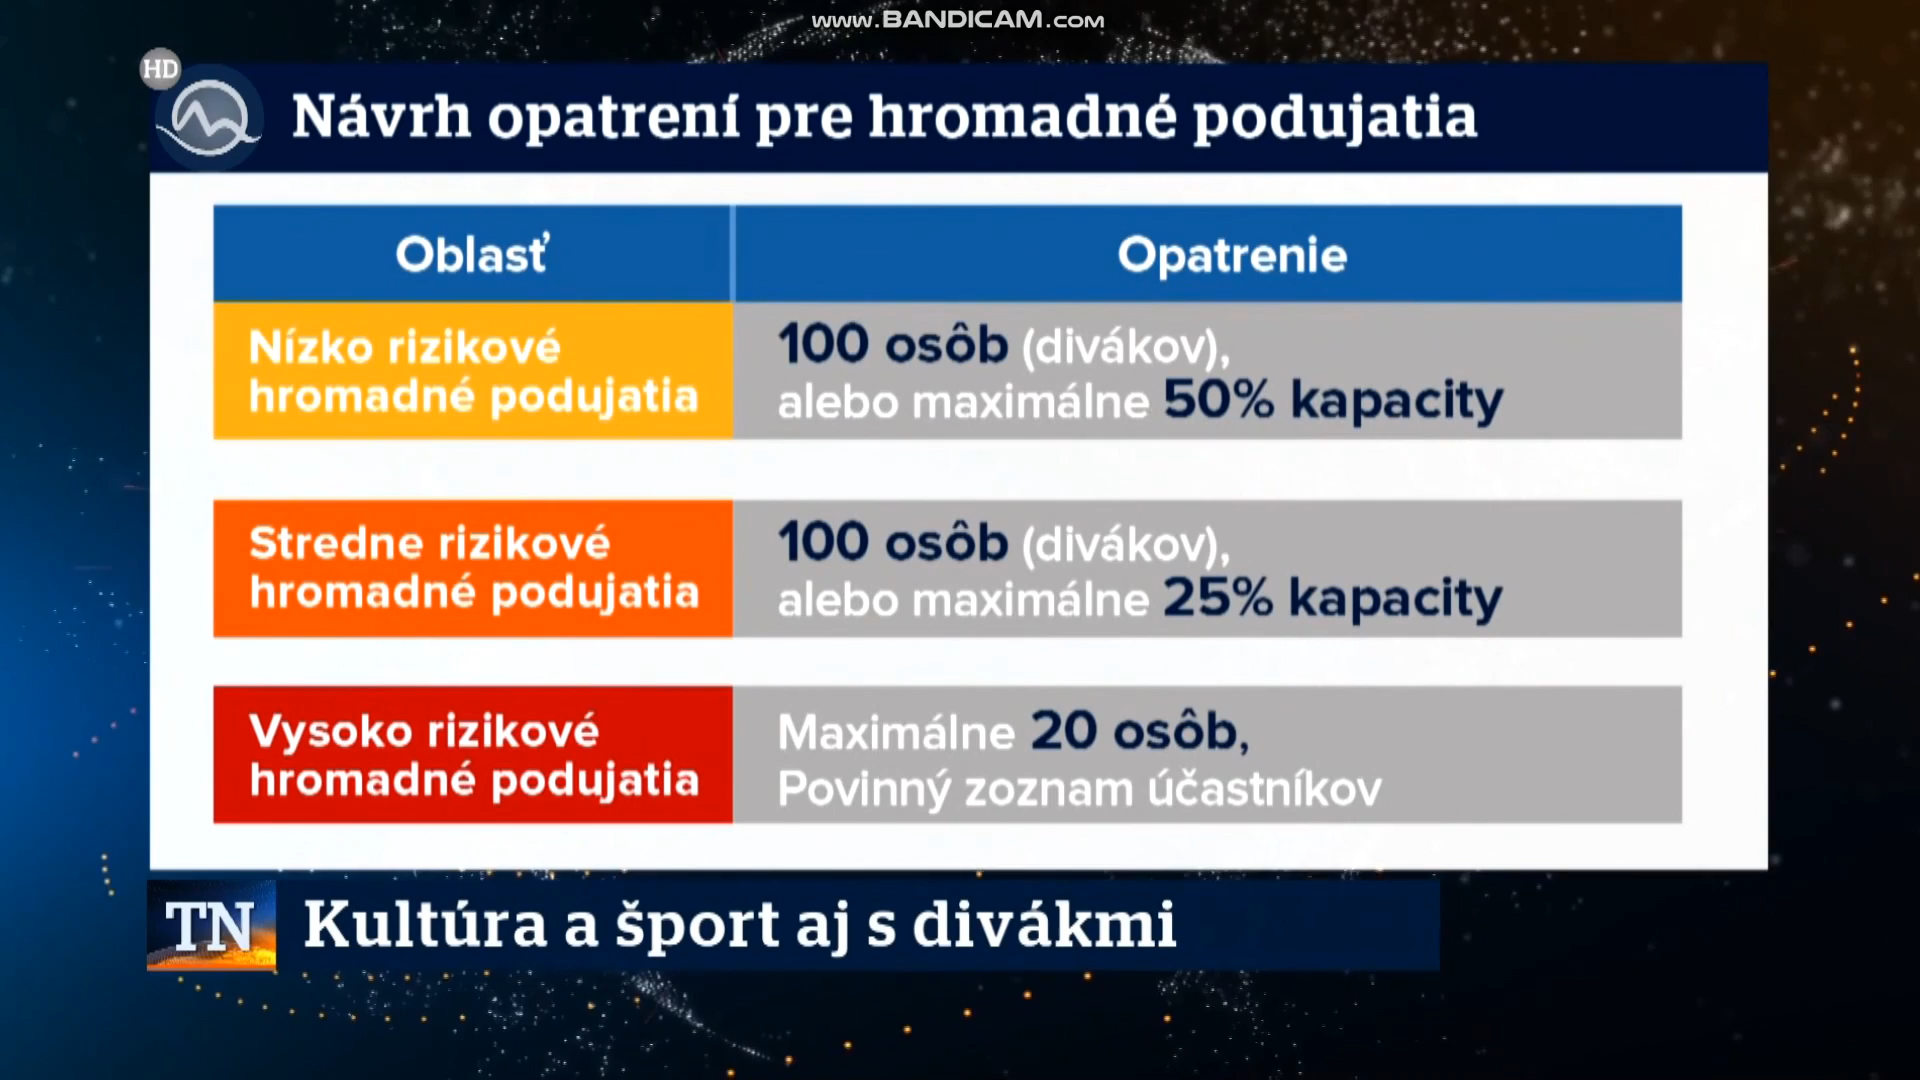 www.BANDICAM.com
HD
Návrh opatrení pre hromadné podujatia
Oblasť
Opatrenie
Nízko rizikové
hromadné podujatia
100 osôb (divákov),
alebo maximálne 50% kapacity
Stredne rizikové
hromadné podujatia
100 osôb (divákov),
alebo maximálne 25% kapacity
Vysoko rizikové
hromadné podujatia
Maximálne 20 osôb,
Povinný zoznam účastníkov
TN
Kultúra a šport aj s divákmi